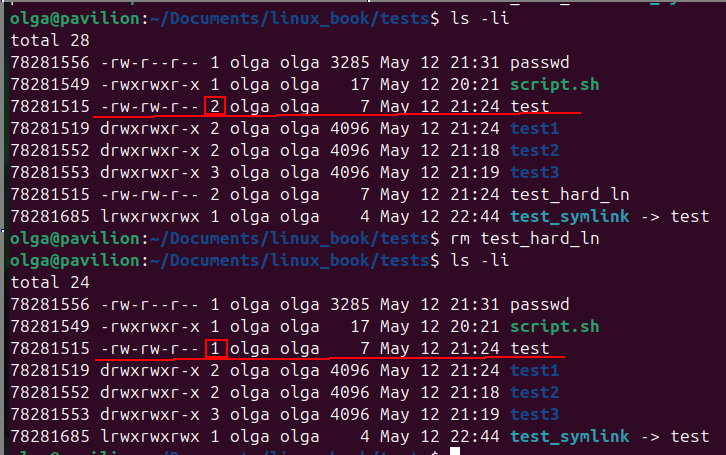 olga@pavilion:~/Documents/linux_book/tests$ ls -li
total 28
78281556 -rw-r--r-- 1 olga olga 3285 May 12 21:31 passwd
78281549 -rwxrwxr-x 1 olga olga   17 May 12 20:21 script.sh
78281515 -rw-rw-r-- 2 olga olga    7 May 12 21:24 test
78281519 drwxrwxr-x 2 olga olga 4096 May 12 21:24 test1
78281552 drwxrwxr-x 2 olga olga 4096 May 12 21:18 test2
78281553 drwxrwxr-x 3 olga olga 4096 May 12 21:19 test3
78281515 -rw-rw-r-- 2 olga olga    7 May 12 21:24 test_hard_ln
78281685 lrwxrwxrwx 1 olga olga    4 May 12 22:44 test_symlink -> test
olga@pavilion:~/Documents/linux_book/tests$ rm test_hard_ln
olga@pavilion:~/Documents/linux_book/tests$ ls -li
total 24
78281556 -rw-r--r-- 1 olga olga 3285 May 12 21:31 passwd
78281549 -rwxrwxr-x 1 olga olga   17 May 12 20:21 script.sh
78281515 -rw-rw-r-- 1 olga olga    7 May 12 21:24 test
78281519 drwxrwxr-x 2 olga olga 4096 May 12 21:24 test1
78281552 drwxrwxr-x 2 olga olga 4096 May 12 21:18 test2
78281553 drwxrwxr-x 3 olga olga 4096 May 12 21:19 test3
78281685 lrwxrwxrwx 1 olga olga    4 May 12 22:44 test_symlink -> test